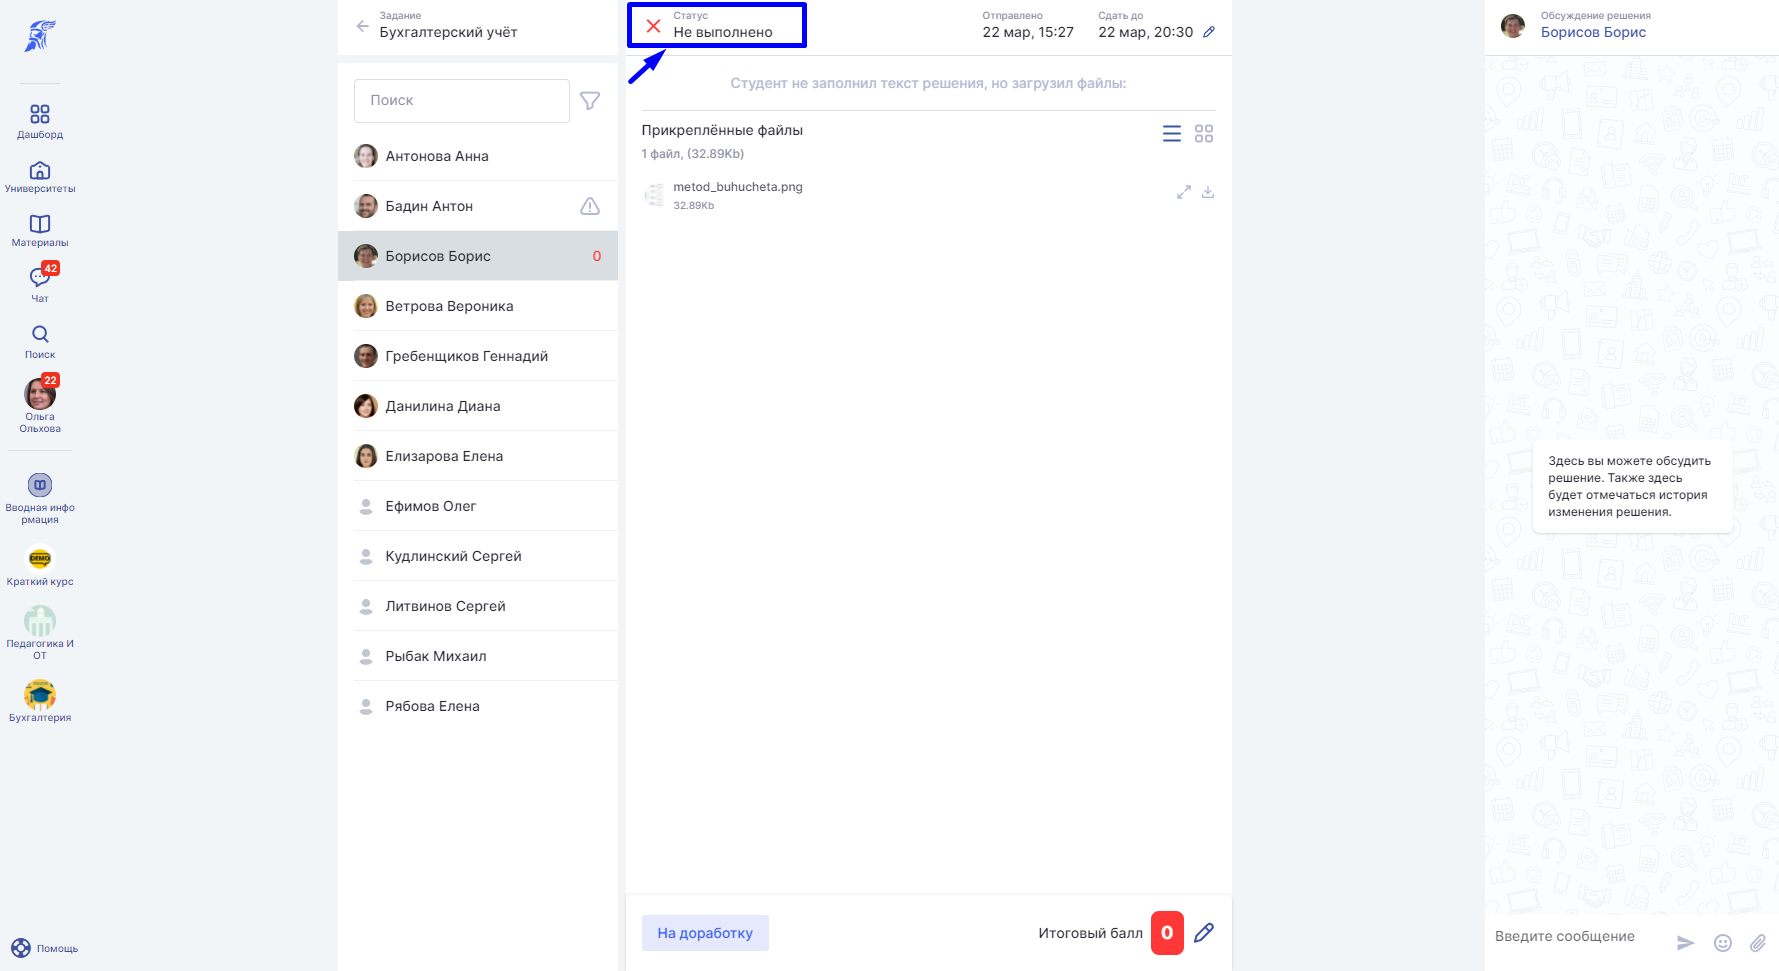 Дашборд
Университеты
Материалы
42
Чат
Поиск
22
Ольга
Ольхова
Вводная инфо
рмация
DEMO
Краткий курс
Педагогика И
ОТ
Бухгалтерия
Помощь
Задание
Бухгалтерский учёт
Поиск
Антонова Анна
Бадин Антон
Борисов Борис 0
Ветрова Вероника
Гребенщиков Геннадий
Данилина Диана
Елизарова Елена
Ефимов Олег
Кудлинский Сергей
Литвинов Сергей
Рыбак Михаил
Рябова Елена
Статус
Не выполнено
Отправлено
22 мар, 15:27
Сдать до
22 мар, 20:30
Студент не заполнил текст решения, но загрузил файлы:
Прикреплённые файлы
1 файл, (32.89Kb)
metod_buhucheta.png
32.89Kb
На доработку
Итоговый балл 0
Обсуждение решения
Борисов Борис
Здесь вы можете обсудить
решение. Также здесь
будет отмечаться история
изменения решения.
Введите сообщение